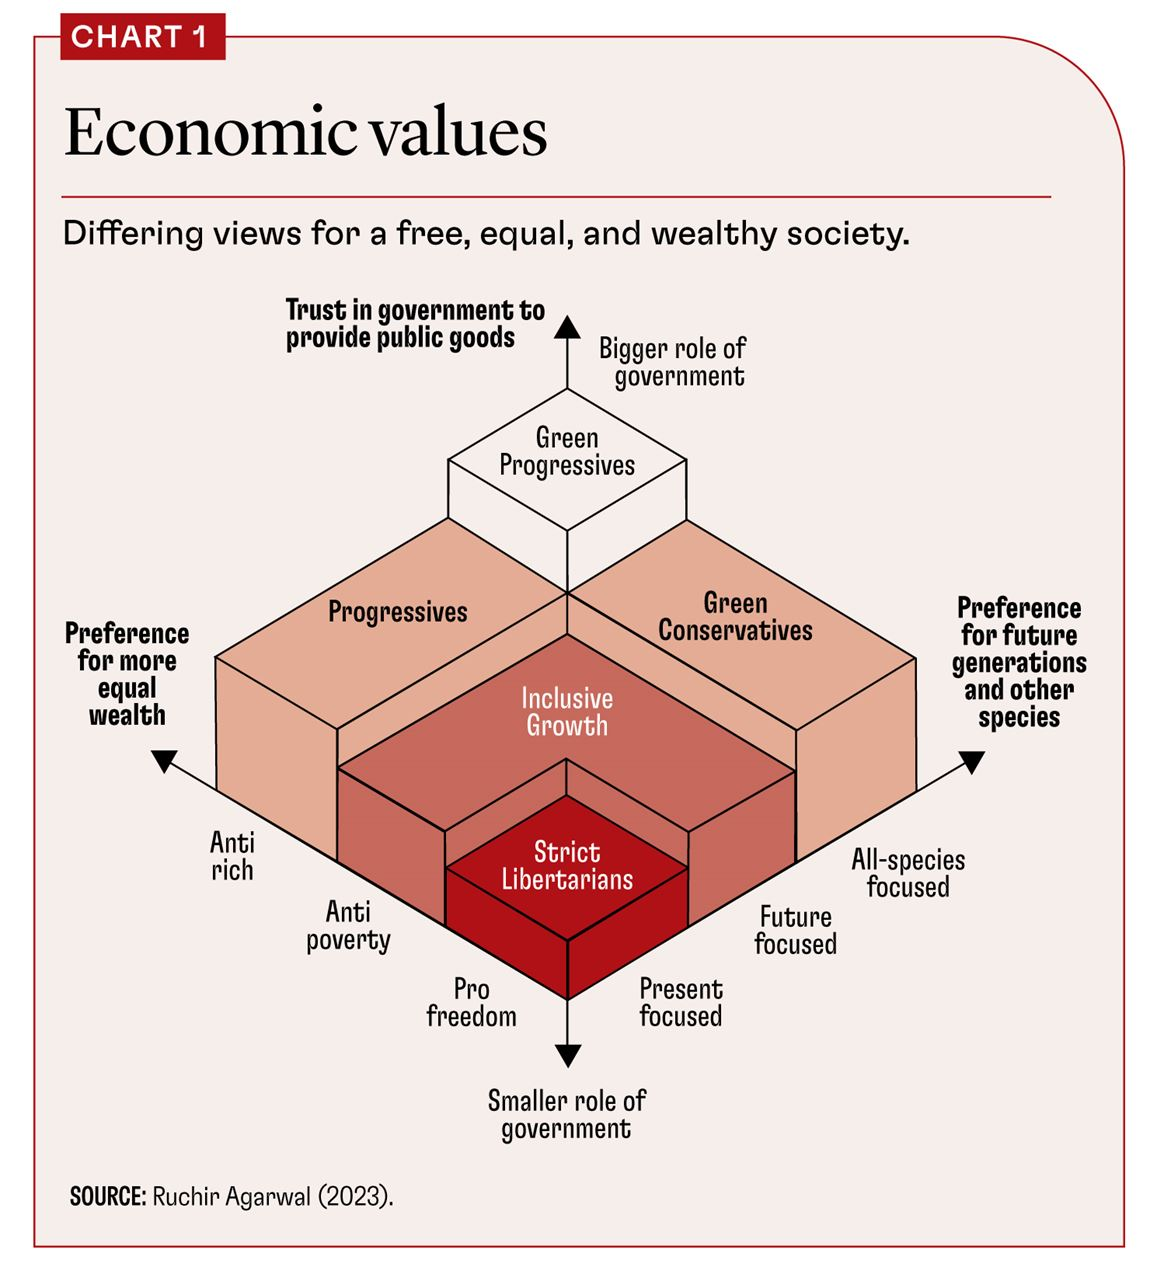 CHART 1
Economic values
Differing views for a free, equal, and wealthy society.
Trust in government to
provide public goods
Bigger role of
government
Green
Progressives
Progressives
Green
Conservatives
Preference
for more
equal
wealth
Preference
for future
generations
and other
species
Inclusive
Growth
Strict
Libertarians
Anti
rich
Anti
poverty
Pro
freedom
Present
focused
Future
focused
All-species
focused
Smaller role of
government
SOURCE: Ruchir Agarwal (2023).